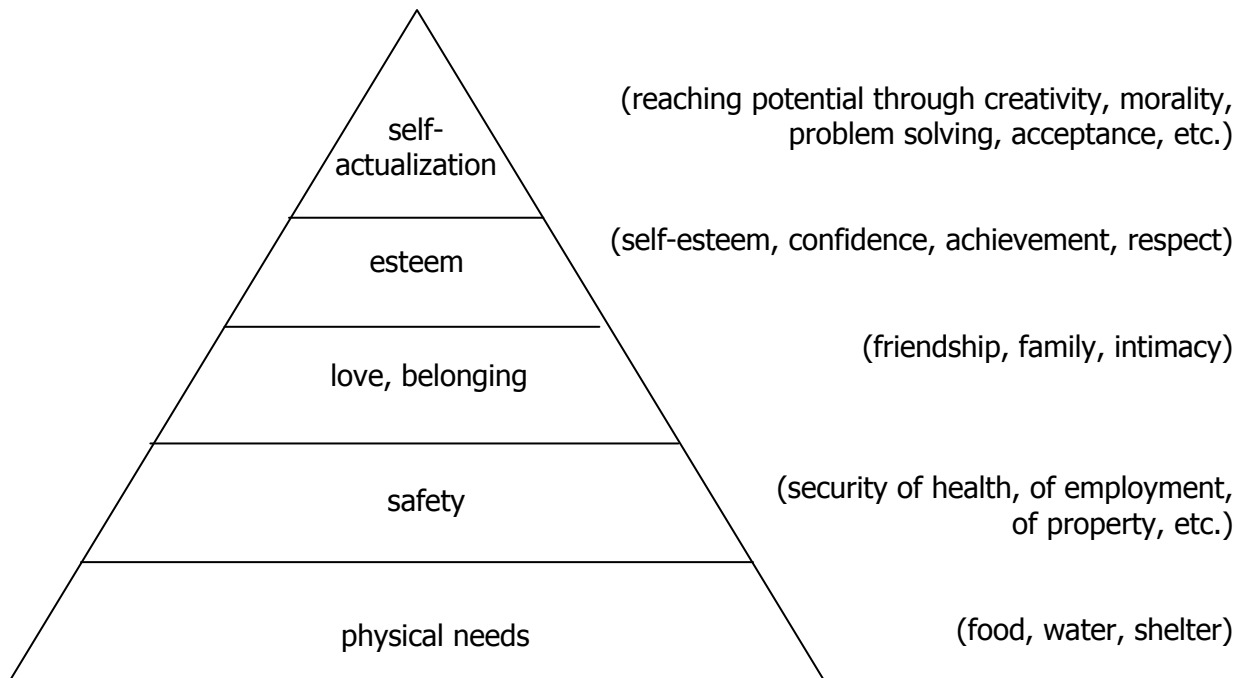 (reaching potential through creativity, morality,
problem solving, acceptance, etc.)
self-
actualization
(self-esteem, confidence, achievement, respect)
esteem
(friendship, family, intimacy)
love, belonging
(security of health, of employment,
of property, etc.)
safety
(food, water, shelter)
physical needs